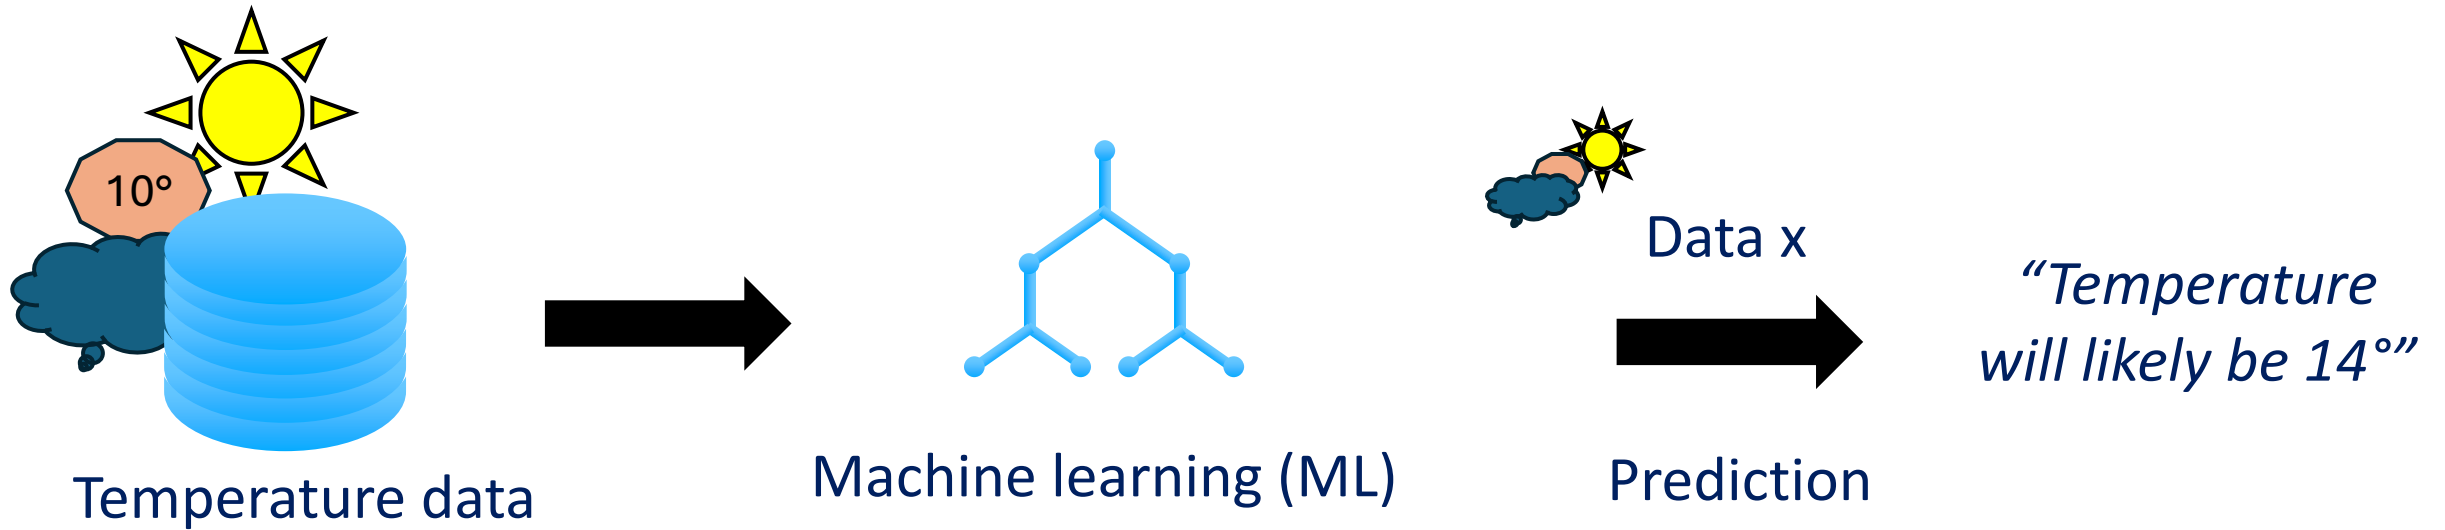 10°
Temperature data
Machine learning (ML)
Data x
Prediction
“Temperature
will likely be 14°”